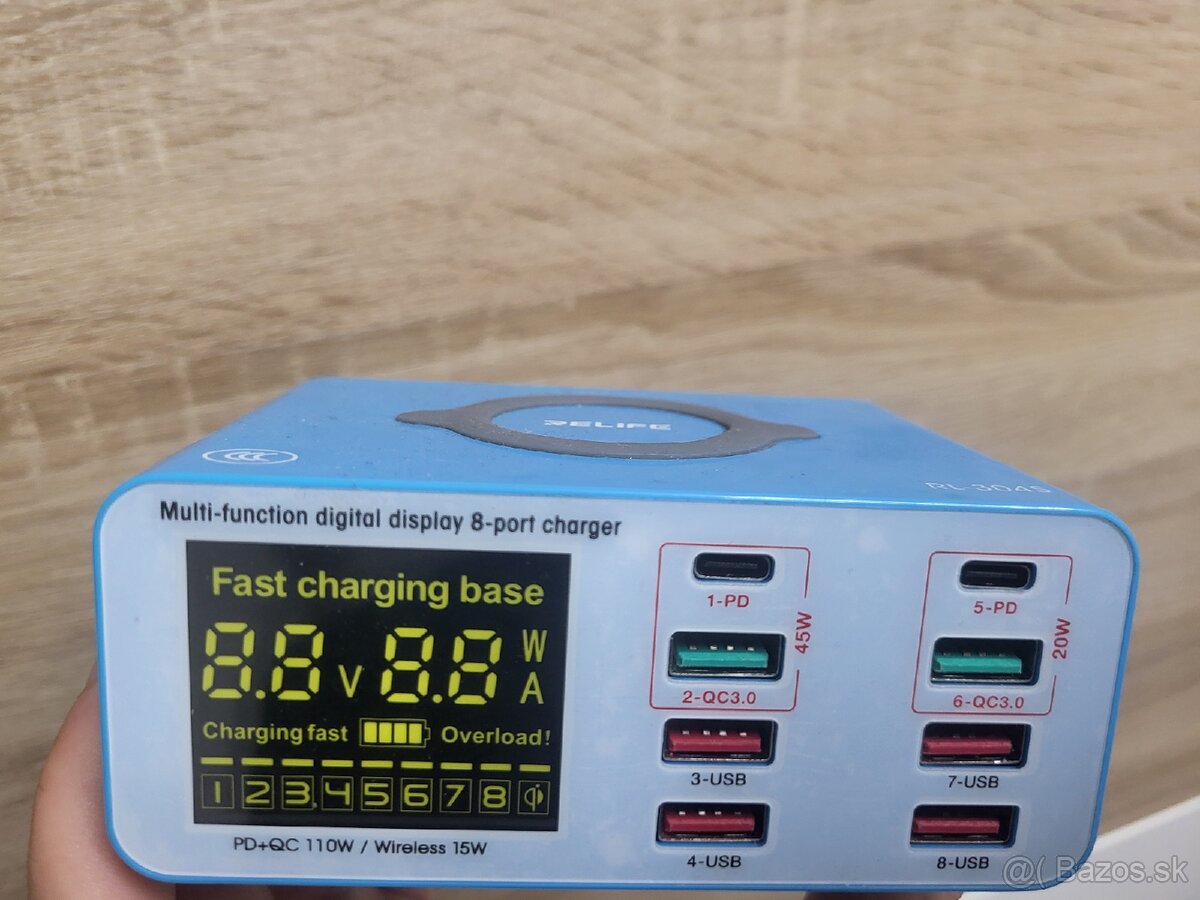 RELIFE
RL-304S
Multi-function digital display 8-port charger
Fast charging base
8.8 V 8.8 W A
Charging fast Overload!
1 2 3 4 5 6 7 8
PD+QC 110W / Wireless 15W
1-PD
45W
2-QC3.0
3-USB
4-USB
5-PD
20W
6-QC3.0
7-USB
8-USB
@( Bazos.sk